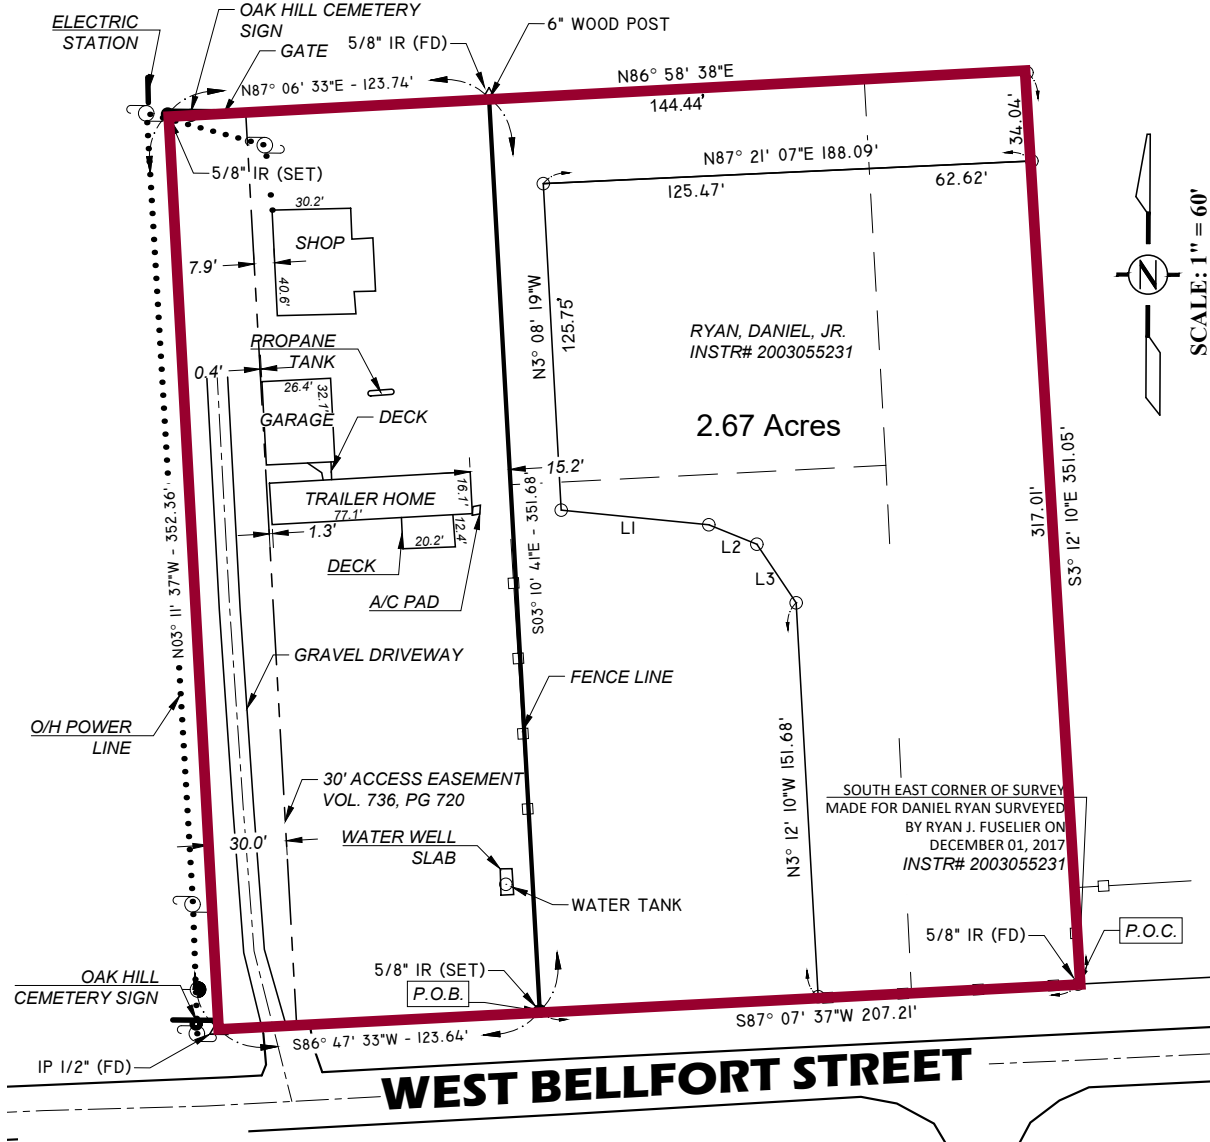 ELECTRIC
STATION
OAK HILL CEMETERY
SIGN
GATE
5/8" IR (FD)
6" WOOD POST
N87° 06' 33"E - 123.74'
N86° 58' 38"E
144.44'
34.04'
5/8" IR (SET)
N87° 21' 07"E 188.09'
125.47'
62.62'
30.2'
SHOP
7.9'
40.6'
N3° 08' 19"W
125.75'
SCALE: 1" = 60'
N
RYAN, DANIEL, JR.
INSTR# 2003055231
PROPANE
TANK
0.4'
26.4'
32.1'
GARAGE
DECK
2.67 Acres
15.2'
TRAILER HOME
77.1'
16.1'
1.3'
20.2'
12.4'
DECK
A/C PAD
L1
L2
L3
N03° 11' 37"W - 352.36'
S03° 10' 41"E - 351.68'
317.01'
S3° 12' 10"E 351.05'
GRAVEL DRIVEWAY
FENCE LINE
O/H POWER
LINE
30' ACCESS EASEMENT
VOL. 736, PG 720
N3° 12' 10"W 151.68'
SOUTH EAST CORNER OF SURVEY
MADE FOR DANIEL RYAN SURVEYED
BY RYAN J. FUSELIER ON
DECEMBER 01, 2017
INSTR# 2003055231
30.0'
WATER WELL
SLAB
WATER TANK
5/8" IR (FD)
P.O.C.
OAK HILL
CEMETERY SIGN
5/8" IR (SET)
P.O.B.
S86° 47' 33"W - 123.64'
S87° 07' 37"W 207.21'
IP 1/2" (FD)
WEST BELLFORT STREET